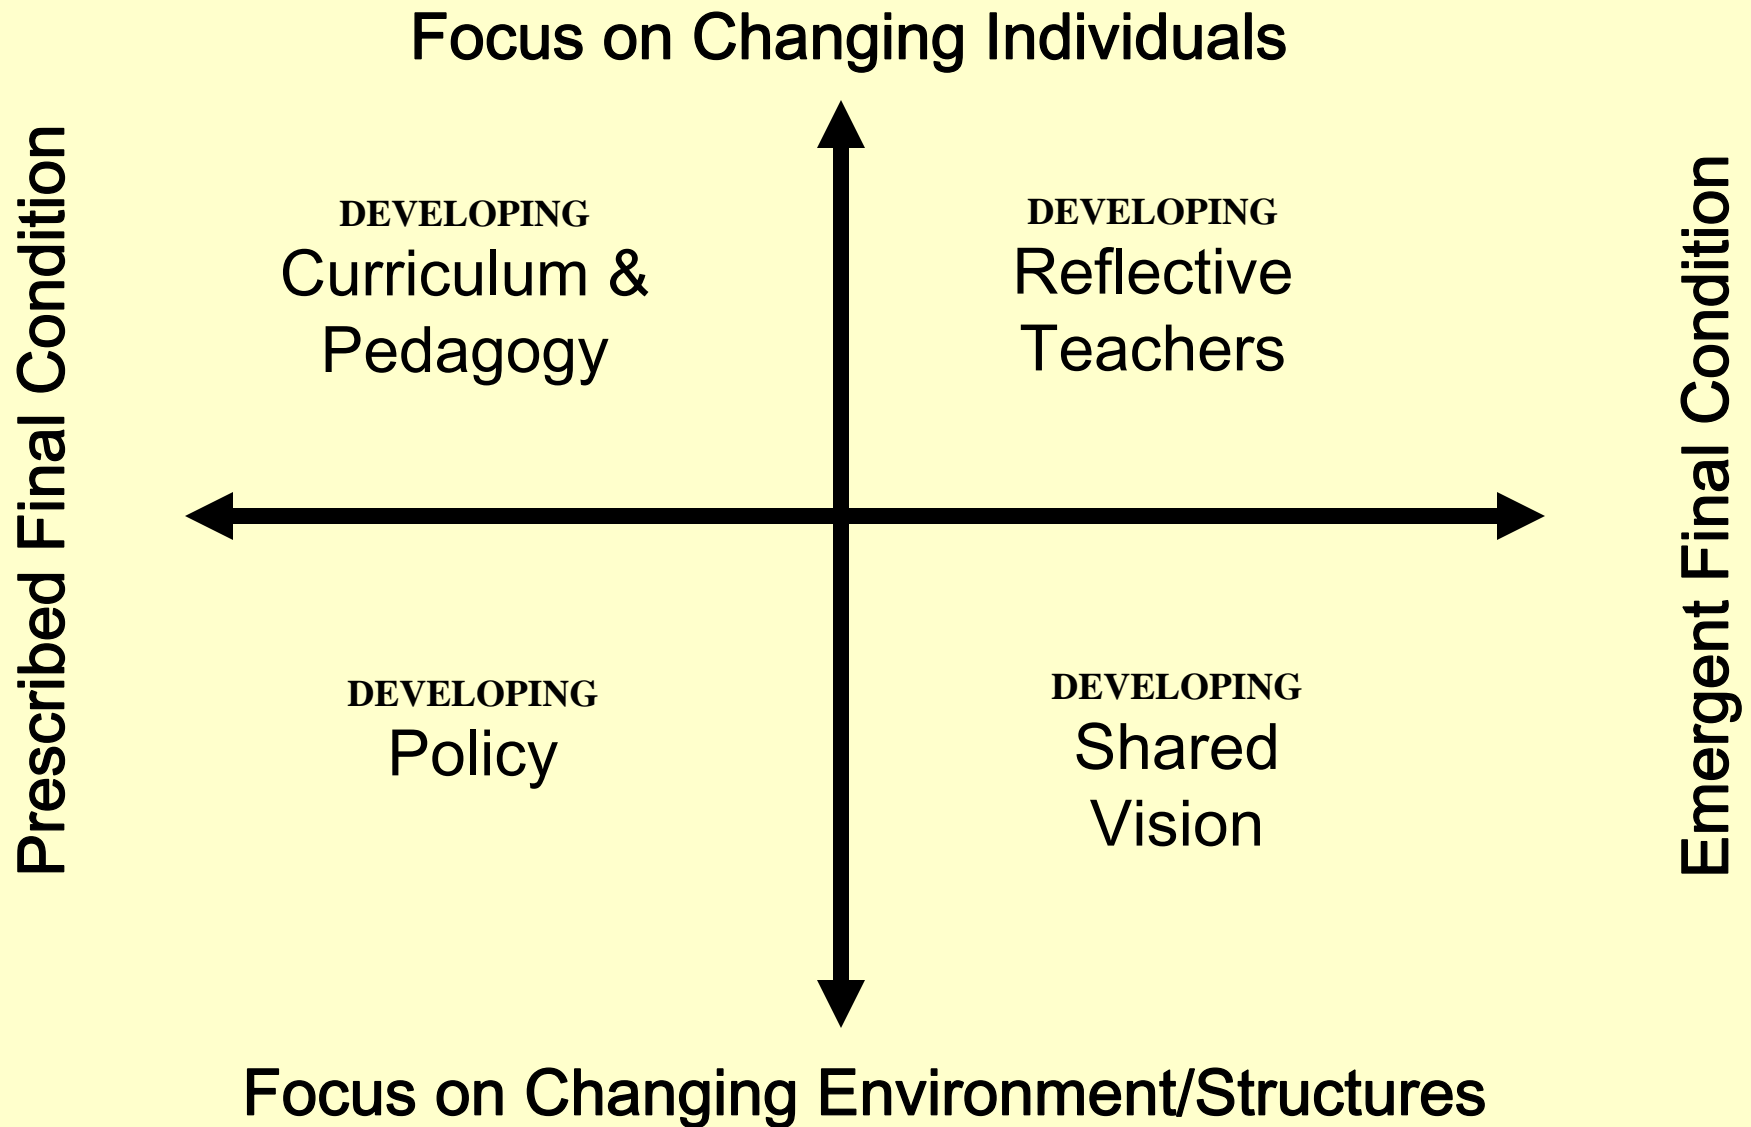 Focus on Changing Individuals
Prescribed Final Condition
DEVELOPING
Curriculum &
Pedagogy
DEVELOPING
Reflective
Teachers
DEVELOPING
Policy
DEVELOPING
Shared
Vision
Emergent Final Condition
Focus on Changing Environment/Structures